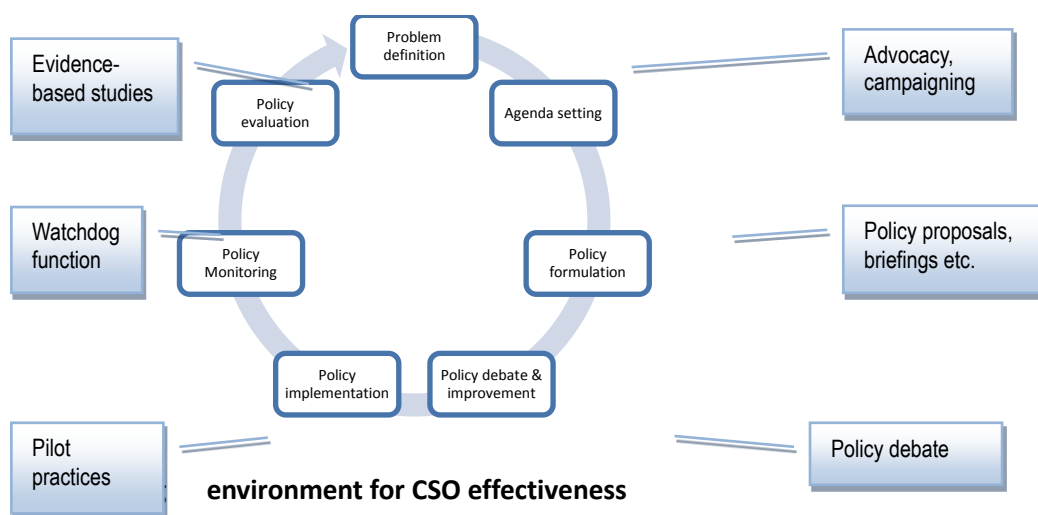 Problem
definition
Evidence-
based studies
Advocacy,
campaigning
Policy
evaluation
Agenda setting
Watchdog
function
Policy
Monitoring
Policy
formulation
Policy proposals,
briefings etc.
Policy
implementation
Policy debate &
improvement
Pilot
practices
Policy debate
environment for CSO effectiveness